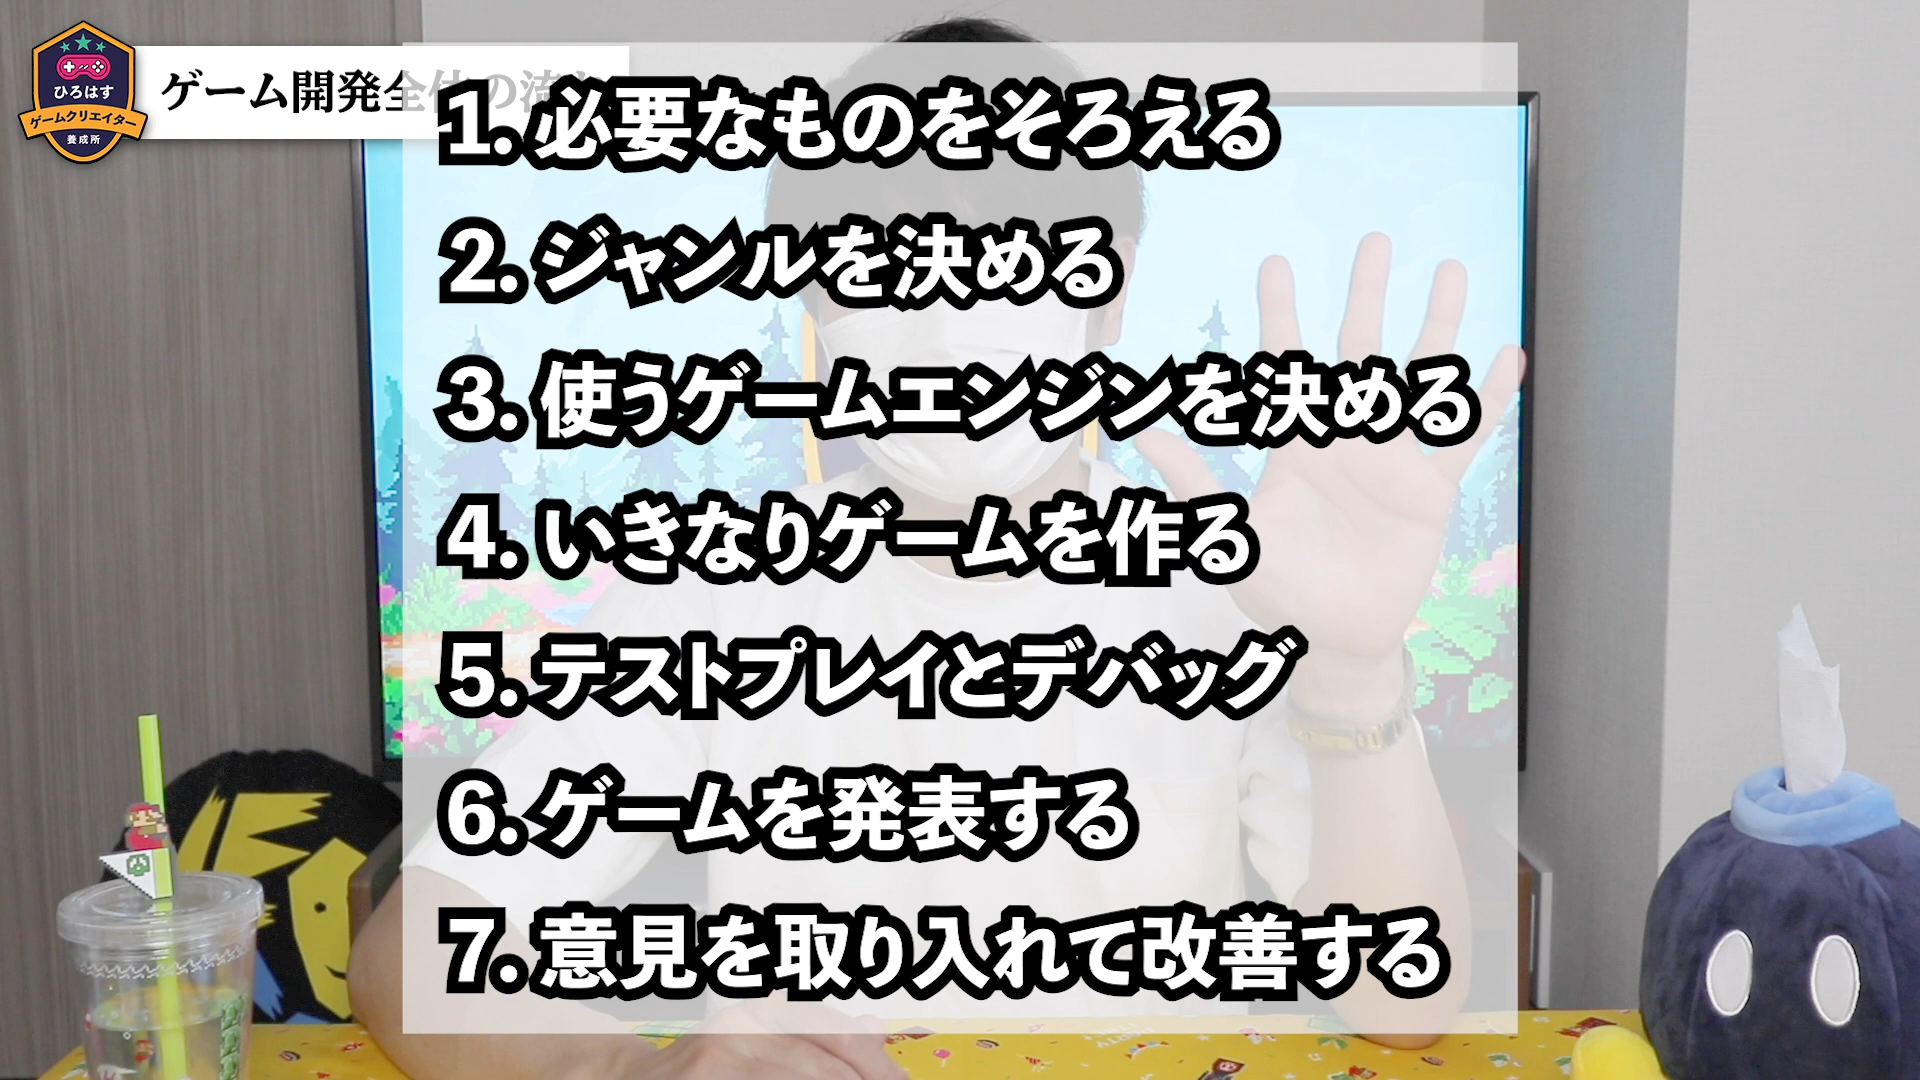 ひろはす
ゲームクリエイター
養成所
ゲーム開発全体の流れ
1. 必要なものをそろえる
2. ジャンルを決める
3. 使うゲームエンジンを決める
4. いきなりゲームを作る
5. テストプレイとデバッグ
6. ゲームを発表する
7. 意見を取り入れて改善する